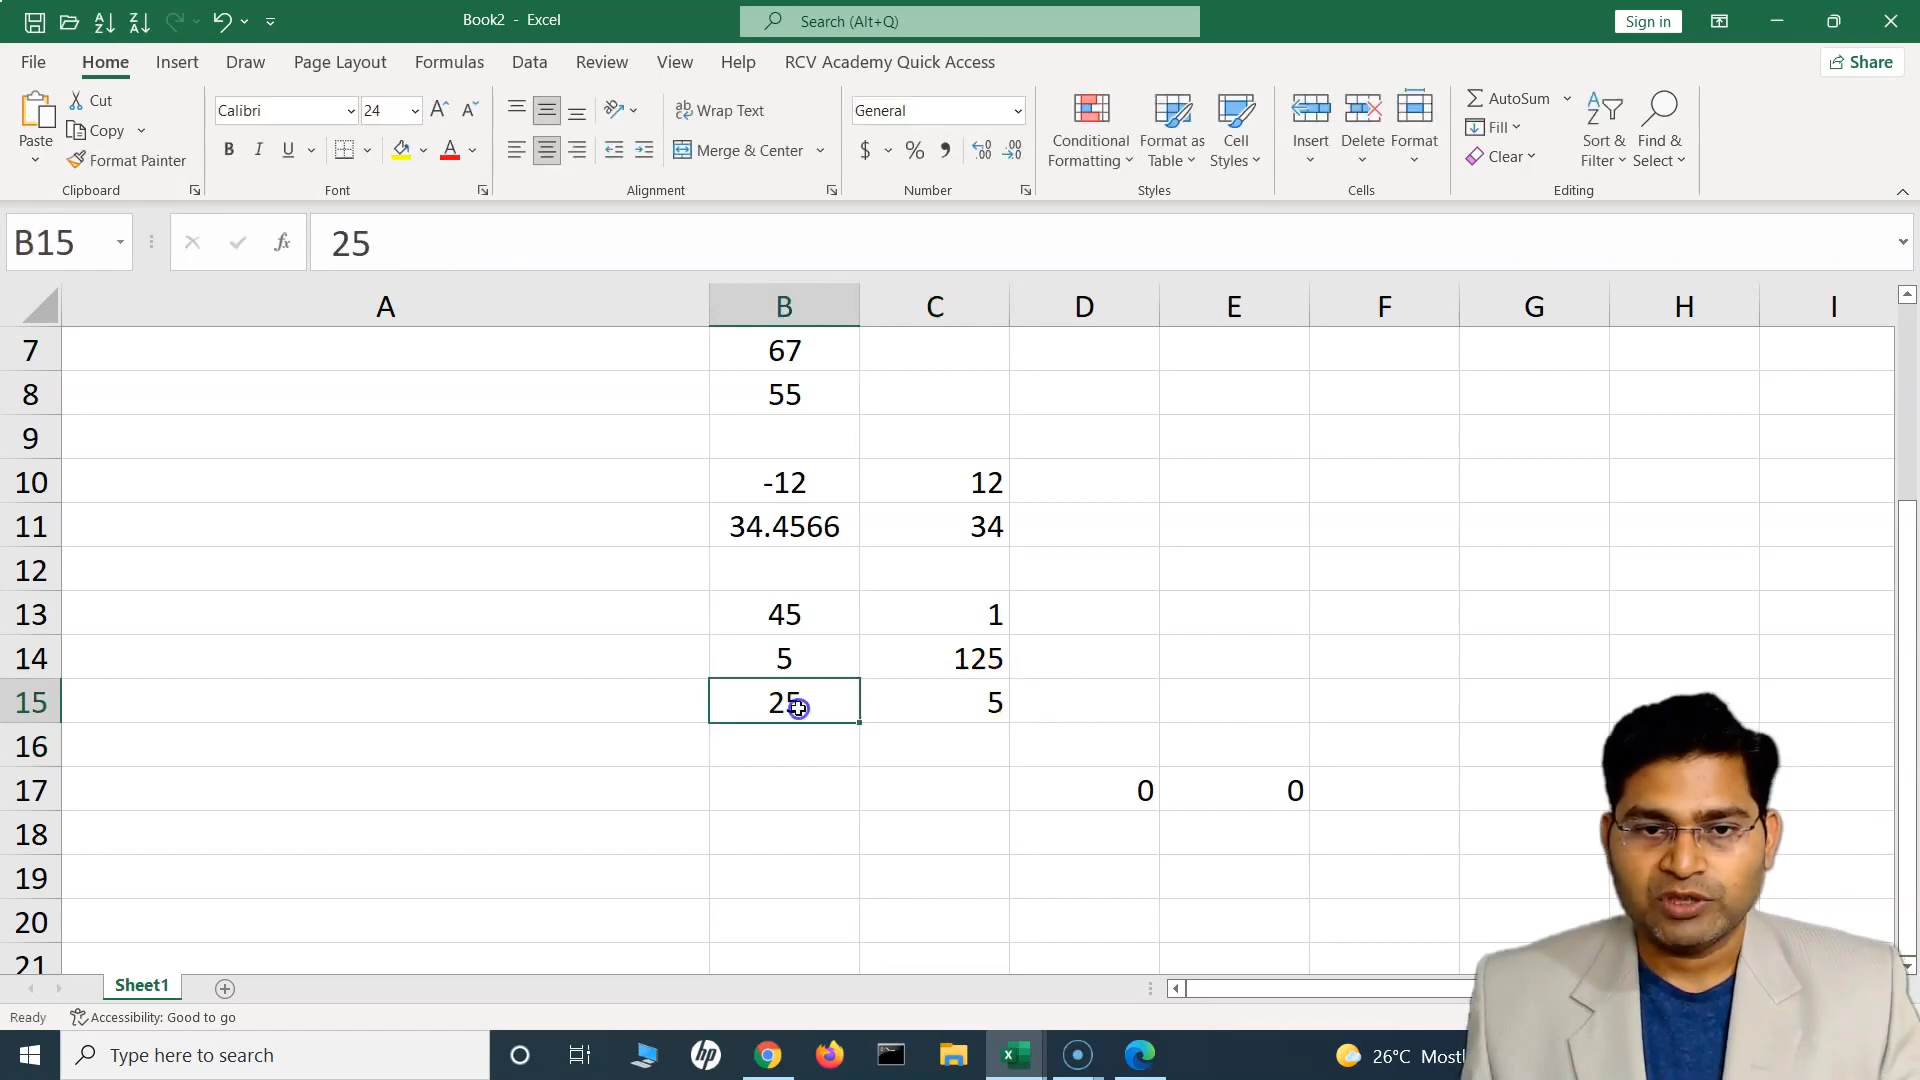 Book2 - Excel
Search (Alt+Q)
Sign in
File Home Insert Draw Page Layout Formulas Data Review View Help RCV Academy Quick Access
Share
Paste
Cut
Copy
Format Painter
Clipboard
Calibri 24
B I U
Font
Wrap Text
Merge & Center
Alignment
General
$ % ,
Number
Conditional Formatting
Format as Table
Cell Styles
Styles
Insert Delete Format
Cells
AutoSum
Fill
Clear
Sort & Filter
Find & Select
Editing
B15 fx 25
A B C D E F G H I
7 67
8 55
9
10 -12 12
11 34.4566 34
12
13 45 1
14 5 125
15 25 5
16
17 0 0
18
19
20
21
Sheet1
Ready Accessibility: Good to go
Type here to search
hp
26°C